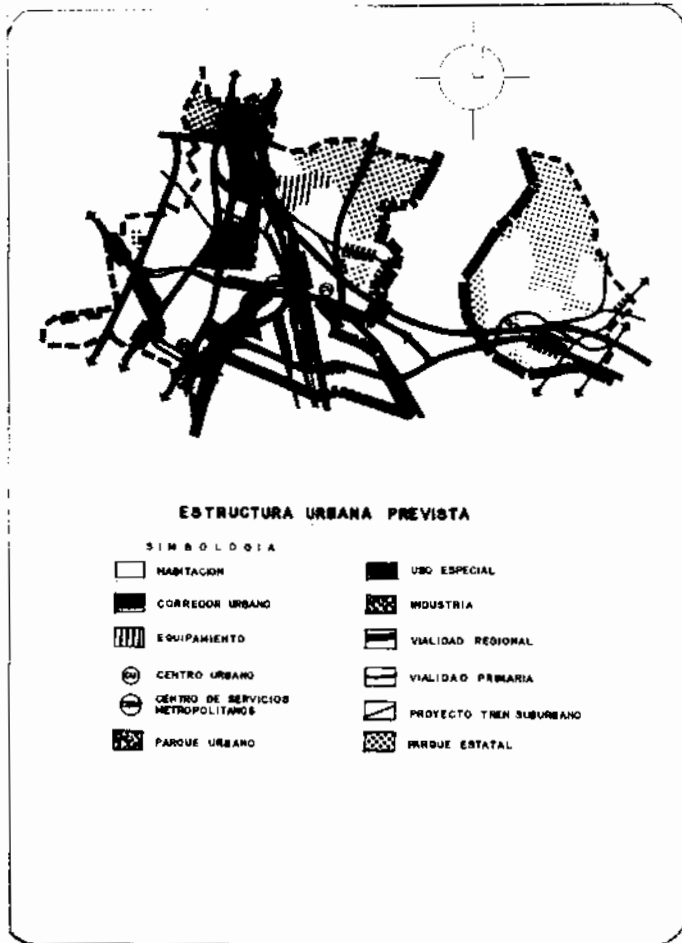 ESTRUCTURA URBANA PREVISTA
SIMBOLOGIA
HABITACION
CORREDOR URBANO
EQUIPAMIENTO
CU CENTRO URBANO
CENTRO DE SERVICIOS
METROPOLITANOS
PARQUE URBANO
USO ESPECIAL
INDUSTRIA
VIALIDAD REGIONAL
VIALIDAD PRIMARIA
PROYECTO TREN SUBURBANO
PARQUE ESTATAL